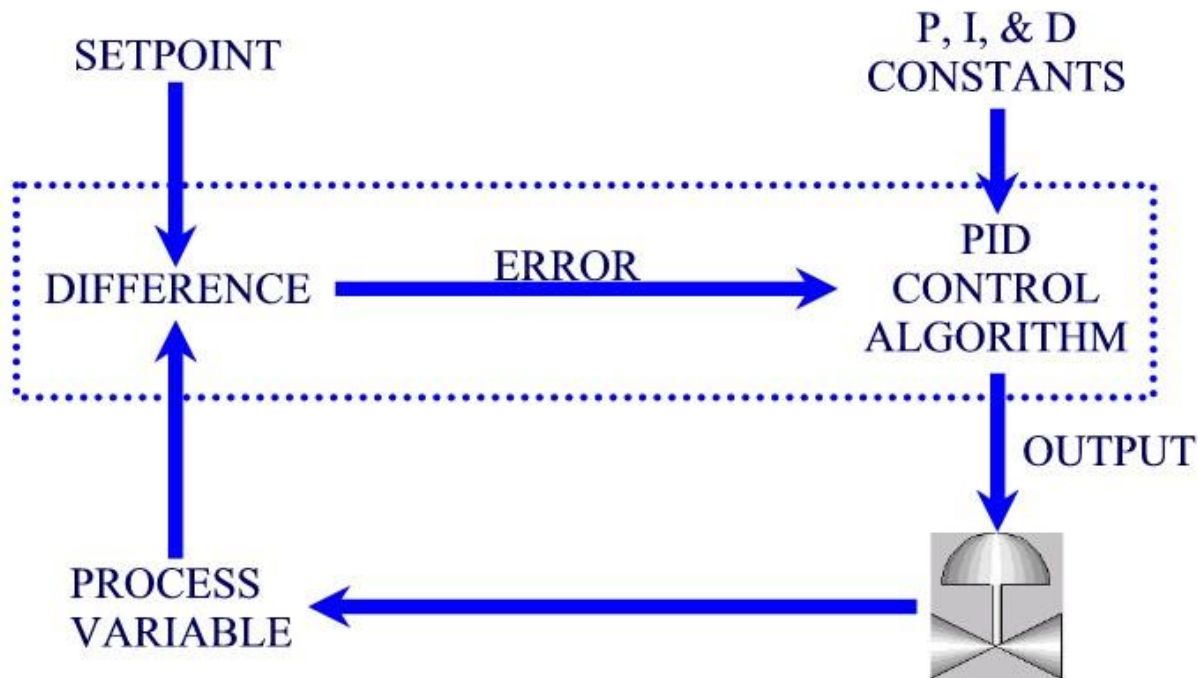 SETPOINT
P, I, & D
CONSTANTS
DIFFERENCE
ERROR
PID
CONTROL
ALGORITHM
OUTPUT
PROCESS
VARIABLE